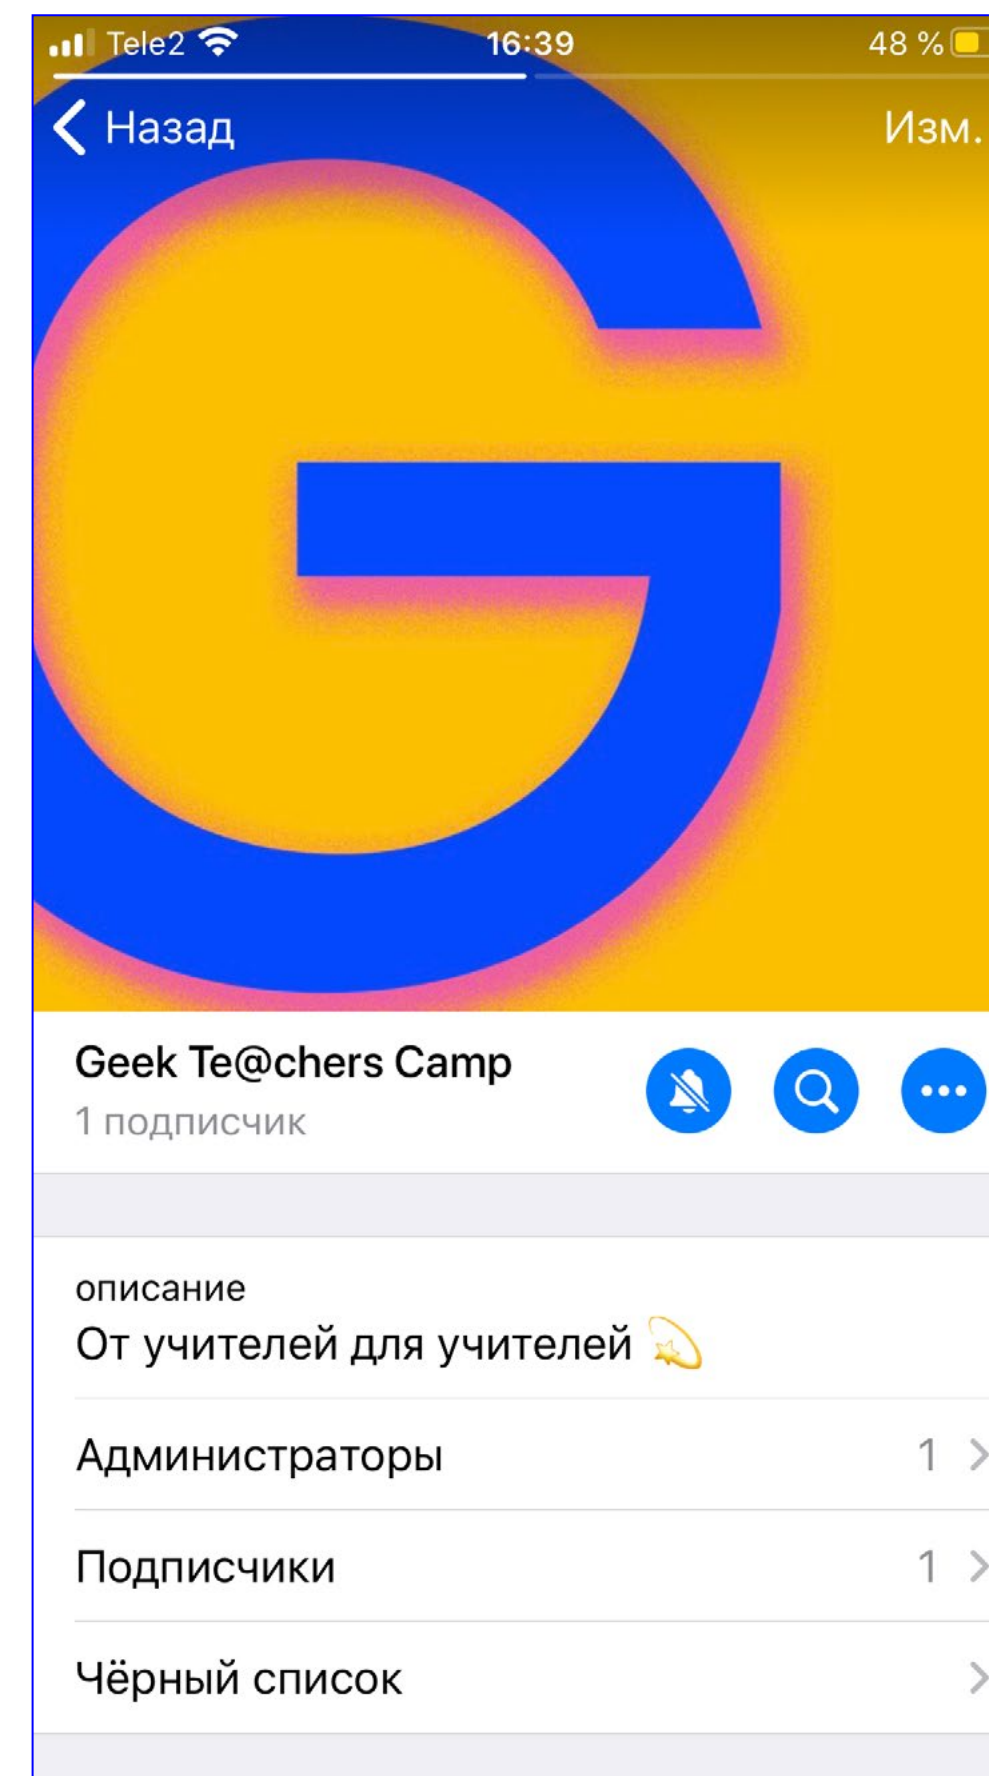 Tele2 16:39 48 %
Назад Изм.
G
Geek Te@chers Camp
1 подписчик
описание
От учителей для учителей 💫
Администраторы 1
Подписчики 1
Чёрный список